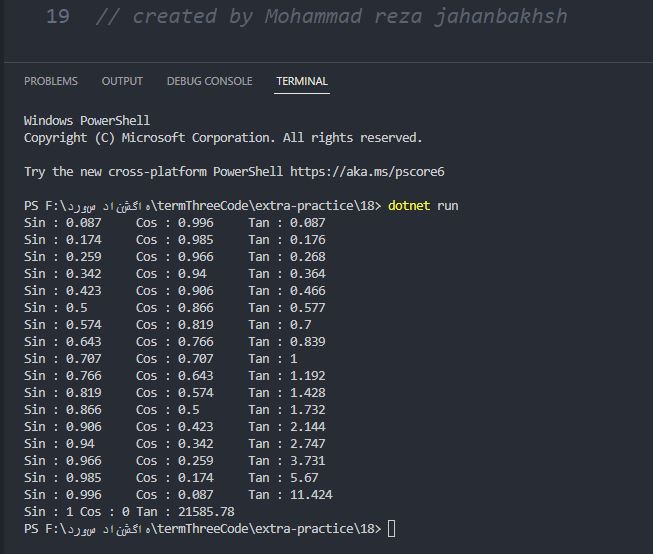 19 // created by Mohammad reza jahanbakhsh
PROBLEMS OUTPUT DEBUG CONSOLE TERMINAL
Windows PowerShell
Copyright (C) Microsoft Corporation. All rights reserved.
Try the new cross-platform PowerShell https://aka.ms/pscore6
PS F:\دروس دانشگاه\termThreeCode\extra-practice\18> dotnet run
Sin : 0.087 Cos : 0.996 Tan : 0.087
Sin : 0.174 Cos : 0.985 Tan : 0.176
Sin : 0.259 Cos : 0.966 Tan : 0.268
Sin : 0.342 Cos : 0.94 Tan : 0.364
Sin : 0.423 Cos : 0.906 Tan : 0.466
Sin : 0.5 Cos : 0.866 Tan : 0.577
Sin : 0.574 Cos : 0.819 Tan : 0.7
Sin : 0.643 Cos : 0.766 Tan : 0.839
Sin : 0.707 Cos : 0.707 Tan : 1
Sin : 0.766 Cos : 0.643 Tan : 1.192
Sin : 0.819 Cos : 0.574 Tan : 1.428
Sin : 0.866 Cos : 0.5 Tan : 1.732
Sin : 0.906 Cos : 0.423 Tan : 2.144
Sin : 0.94 Cos : 0.342 Tan : 2.747
Sin : 0.966 Cos : 0.259 Tan : 3.731
Sin : 0.985 Cos : 0.174 Tan : 5.67
Sin : 0.996 Cos : 0.087 Tan : 11.424
Sin : 1 Cos : 0 Tan : 21585.78
PS F:\دروس دانشگاه\termThreeCode\extra-practice\18>